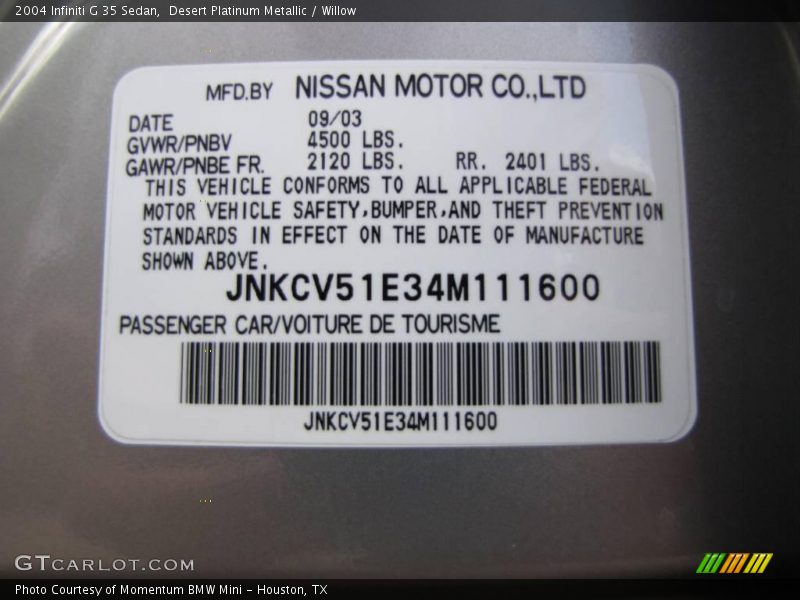 2004 Infiniti G 35 Sedan,  Desert Platinum Metallic / Willow
MFD.BY NISSAN MOTOR CO.,LTD
DATE 09/03
GVWR/PNBV 4500 LBS.
GAWR/PNBE FR. 2120 LBS. RR. 2401 LBS.
THIS VEHICLE CONFORMS TO ALL APPLICABLE FEDERAL
MOTOR VEHICLE SAFETY,BUMPER,AND THEFT PREVENTION
STANDARDS IN EFFECT ON THE DATE OF MANUFACTURE
SHOWN ABOVE.
JNKCV51E34M111600
PASSENGER CAR/VOITURE DE TOURISME
JNKCV51E34M111600
GTCARLOT.COM
Photo Courtesy of Momentum BMW Mini - Houston, TX